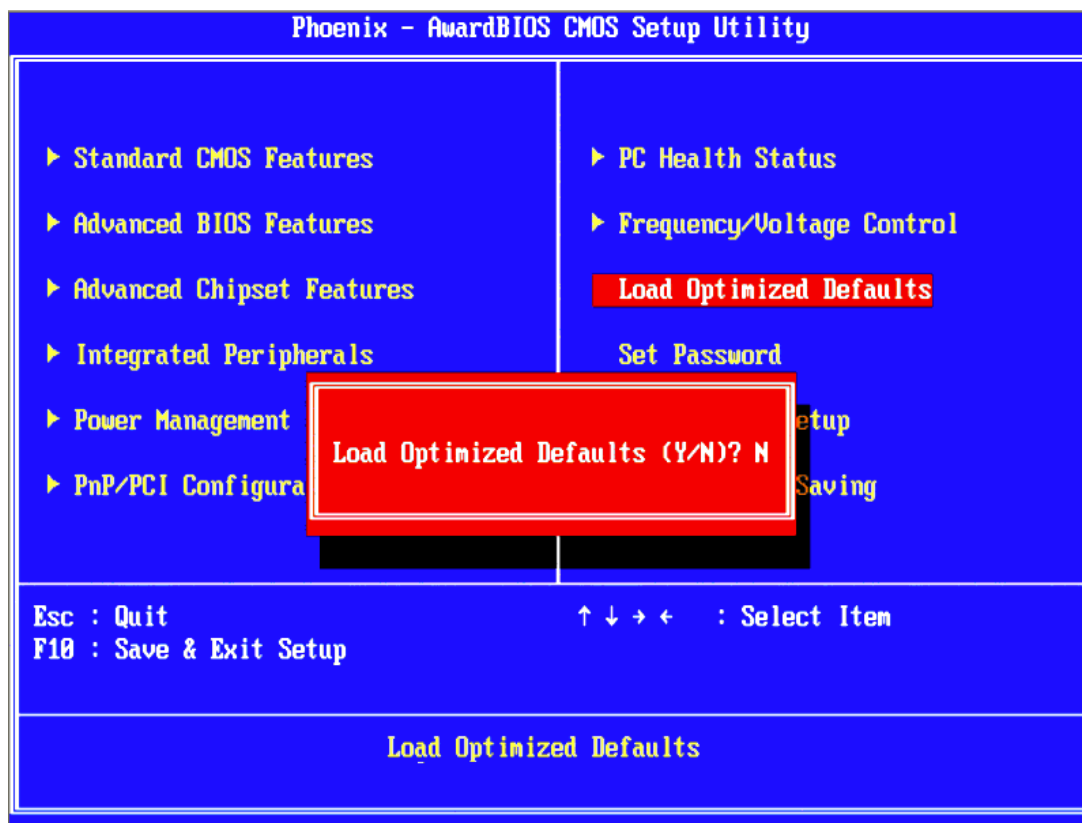 Phoenix - AwardBIOS CMOS Setup Utility
Standard CMOS Features
Advanced BIOS Features
Advanced Chipset Features
Integrated Peripherals
Power Management
PnP/PCI Configura
PC Health Status
Frequency/Voltage Control
Load Optimized Defaults
Set Password
etup
Saving
Load Optimized Defaults (Y/N)? N
Esc : Quit
F10 : Save & Exit Setup
↑ ↓ → ← : Select Item
Load Optimized Defaults